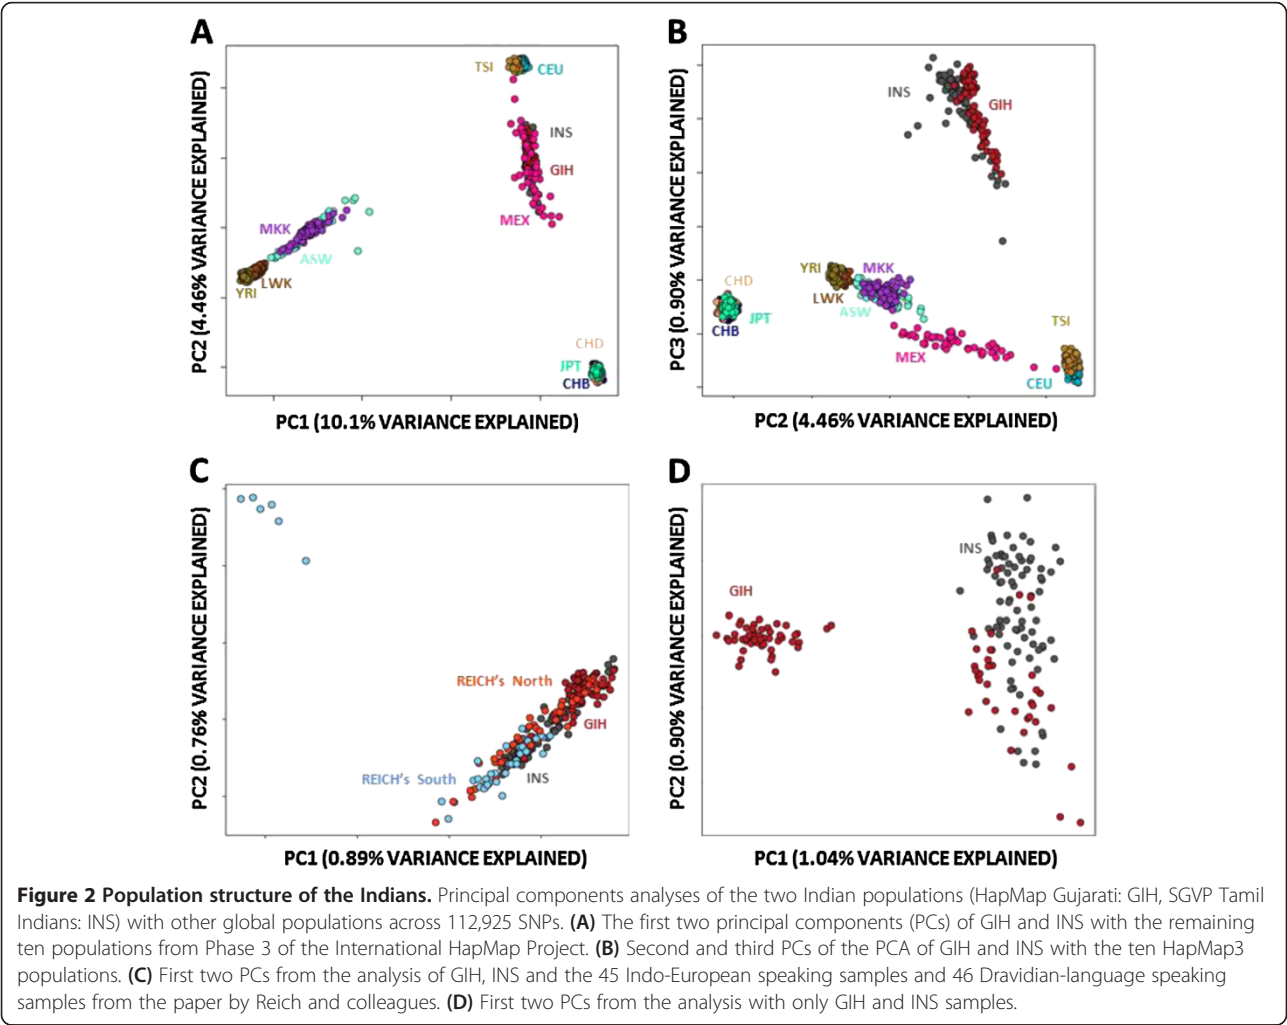 A
PC2 (4.46% VARIANCE EXPLAINED)
TSI
CEU
INS
GIH
MEX
MKK
ASW
LWK
YRI
CHD
JPT
CHB
PC1 (10.1% VARIANCE EXPLAINED)
B
PC3 (0.90% VARIANCE EXPLAINED)
INS
GIH
YRI
MKK
CHD
LWK
ASW
JPT
CHB
TSI
MEX
CEU
PC2 (4.46% VARIANCE EXPLAINED)
C
PC2 (0.76% VARIANCE EXPLAINED)
REICH's North
GIH
REICH's South
INS
PC1 (0.89% VARIANCE EXPLAINED)
D
PC2 (0.90% VARIANCE EXPLAINED)
INS
GIH
PC1 (1.04% VARIANCE EXPLAINED)
Figure 2 Population structure of the Indians. Principal components analyses of the two Indian populations (HapMap Gujarati: GIH, SGVP Tamil
Indians: INS) with other global populations across 112,925 SNPs. (A) The first two principal components (PCs) of GIH and INS with the remaining
ten populations from Phase 3 of the International HapMap Project. (B) Second and third PCs of the PCA of GIH and INS with the ten HapMap3
populations. (C) First two PCs from the analysis of GIH, INS and the 45 Indo-European speaking samples and 46 Dravidian-language speaking
samples from the paper by Reich and colleagues. (D) First two PCs from the analysis with only GIH and INS samples.